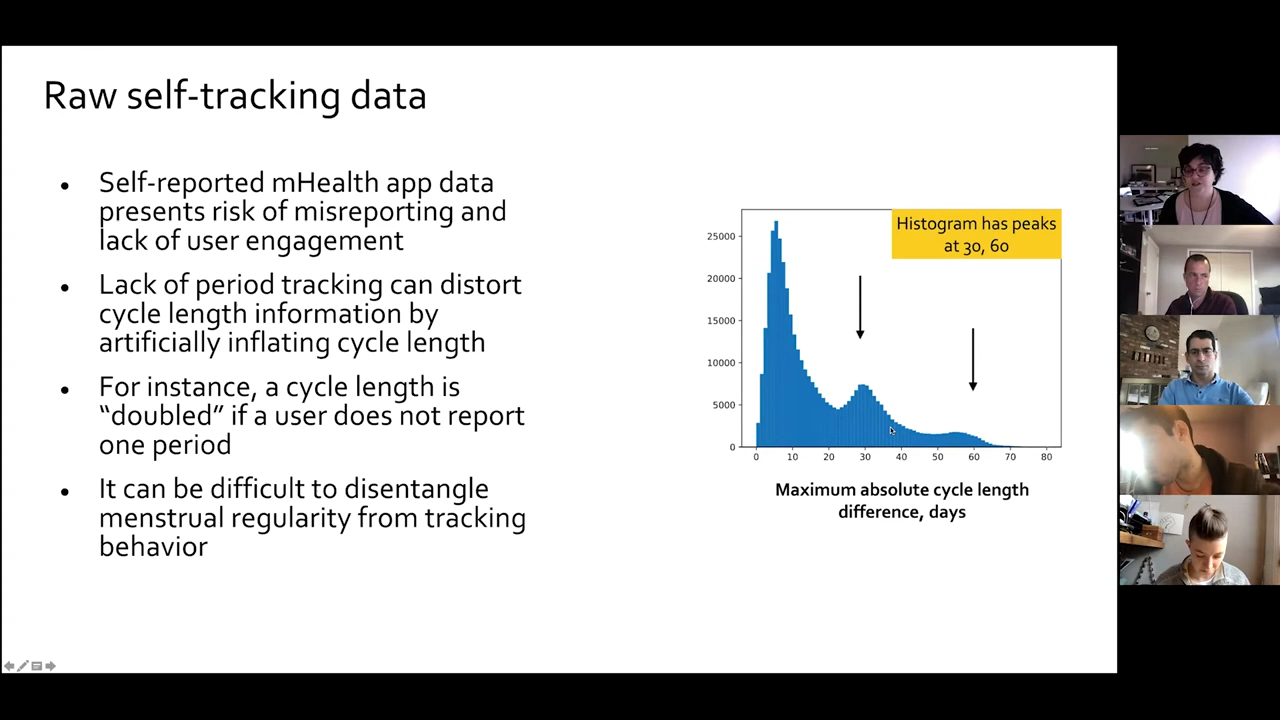 Raw self-tracking data
• Self-reported mHealth app data
presents risk of misreporting and
lack of user engagement
• Lack of period tracking can distort
cycle length information by
artificially inflating cycle length
• For instance, a cycle length is
“doubled” if a user does not report
one period
• It can be difficult to disentangle
menstrual regularity from tracking
behavior
Histogram has peaks
at 30, 60
25000
20000
15000
10000
5000
0
0 10 20 30 40 50 60 70 80
Maximum absolute cycle length
difference, days